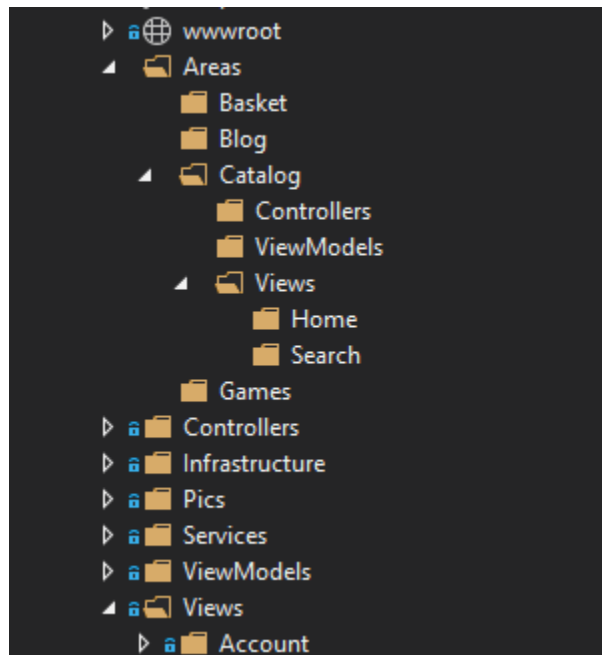 wwwroot
Areas
Basket
Blog
Catalog
Controllers
ViewModels
Views
Home
Search
Games
Controllers
Infrastructure
Pics
Services
ViewModels
Views
Account